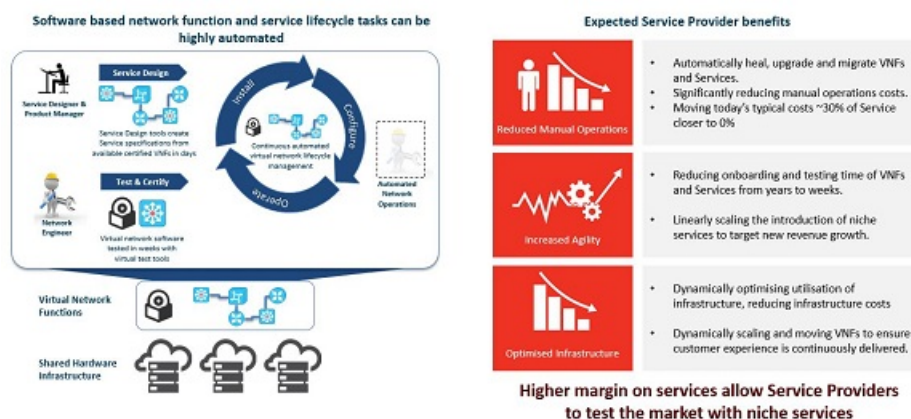 Software based network function and service lifecycle tasks can be
highly automated
Service Designer &
Product Manager
Service Design
Service Design tools create
Service specifications from
available certified VNFs in days
Network
Engineer
Test & Certify
Virtual network software
tested in weeks with
virtual test tools
Install
Configure
Operate
Continuous automated
virtual network lifecycle
management
Automated
Network
Operations
Virtual Network
Functions
Shared Hardware
Infrastructure
Expected Service Provider benefits
Reduced Manual Operations
• Automatically heal, upgrade and migrate VNFs
and Services.
• Significantly reducing manual operations costs.
• Moving today's typical costs ~30% of Service
closer to 0%
Increased Agility
• Reducing onboarding and testing time of VNFs
and Services from years to weeks.
• Linearly scaling the introduction of niche
services to target new revenue growth.
Optimised Infrastructure
• Dynamically optimising utilisation of
infrastructure, reducing infrastructure costs
• Dynamically scaling and moving VNFs to ensure
customer experience is continuously delivered.
Higher margin on services allow Service Providers
to test the market with niche services